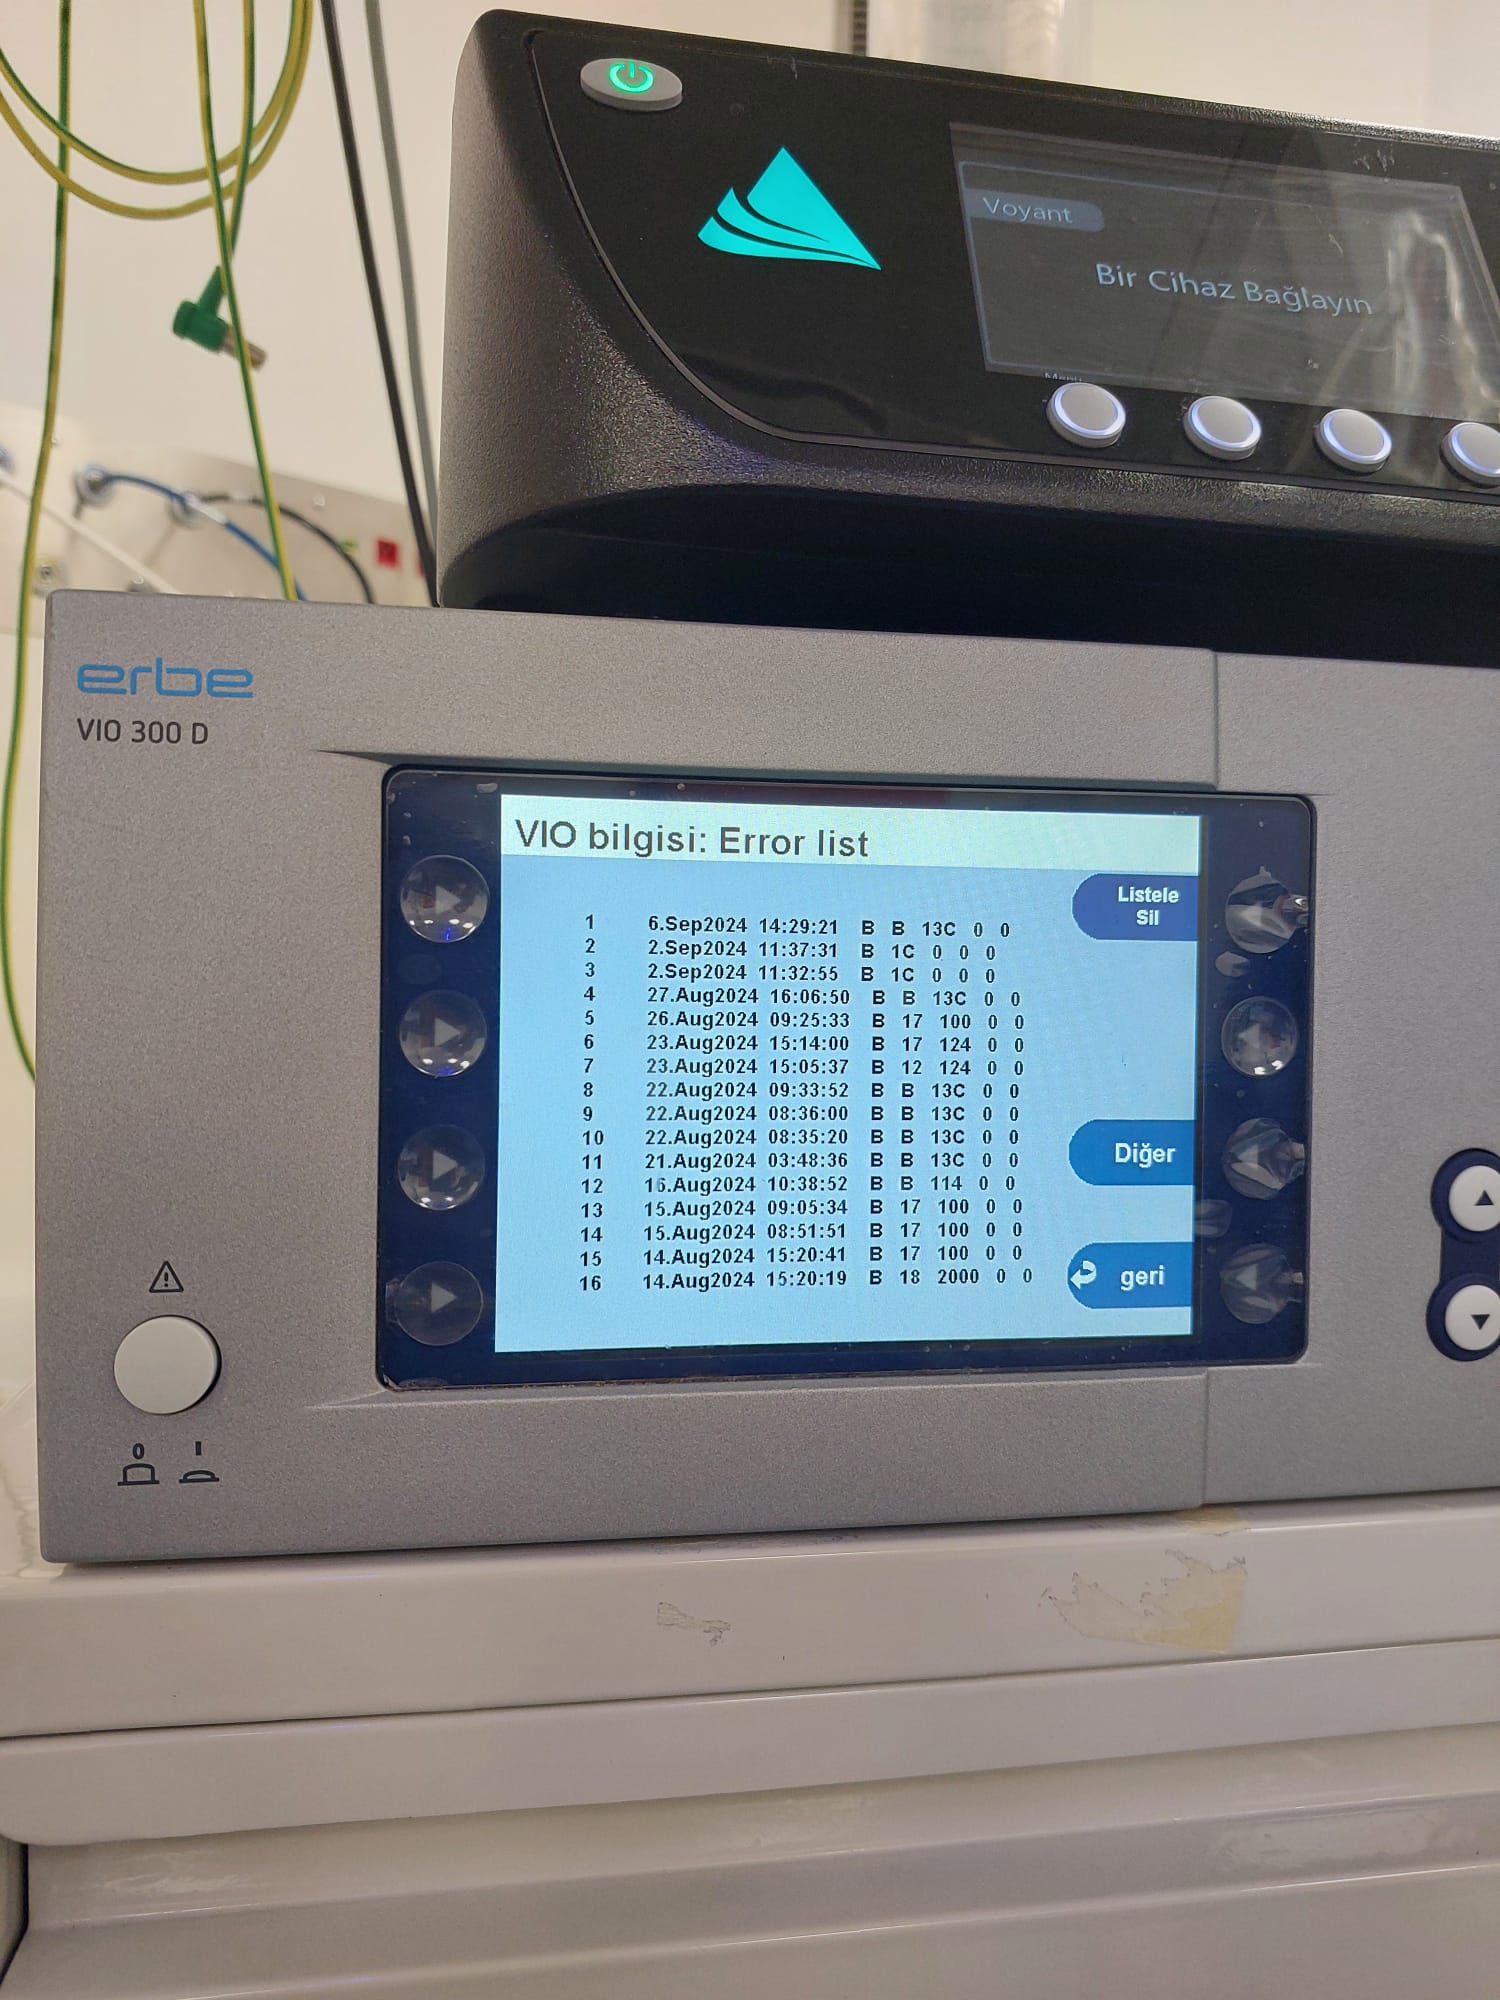 Voyant
Bir Cihaz Bağlayın
erbe
VIO 300 D
VIO bilgisi: Error list
Listele
Sil
1 6.Sep2024 14:29:21 B B 13C 0 0
2 2.Sep2024 11:37:31 B 1C 0 0 0
3 2.Sep2024 11:32:55 B 1C 0 0 0
4 27.Aug2024 16:06:50 B B 13C 0 0
5 26.Aug2024 09:25:33 B 17 100 0 0
6 23.Aug2024 15:14:00 B 17 124 0 0
7 23.Aug2024 15:05:37 B 12 124 0 0
8 22.Aug2024 09:33:52 B B 13C 0 0
9 22.Aug2024 08:36:00 B B 13C 0 0
10 22.Aug2024 08:35:20 B B 13C 0 0
11 21.Aug2024 03:48:36 B B 13C 0 0
12 16.Aug2024 10:38:52 B B 114 0 0
13 15.Aug2024 09:05:34 B 17 100 0 0
14 15.Aug2024 08:51:51 B 17 100 0 0
15 14.Aug2024 15:20:41 B 17 100 0 0
16 14.Aug2024 15:20:19 B 18 2000 0 0
Diğer
geri
0 I